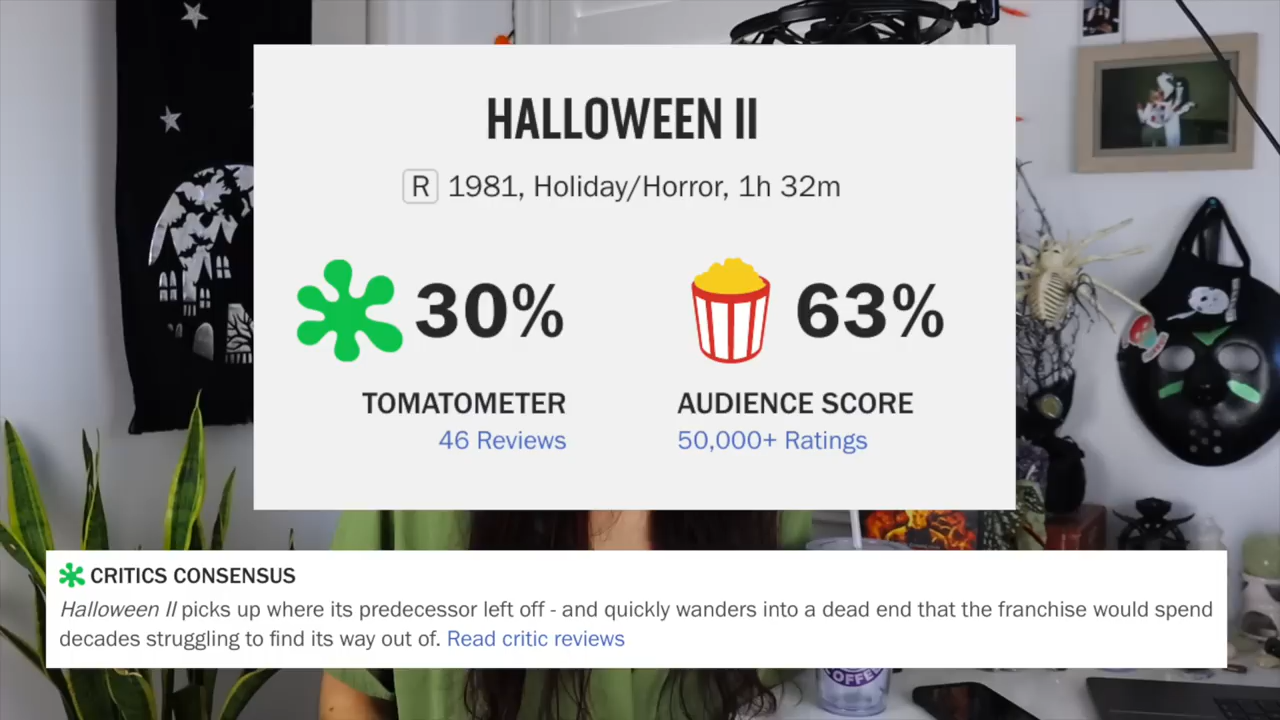 HALLOWEEN II
R 1981, Holiday/Horror, 1h 32m
30%
63%
TOMATOMETER
AUDIENCE SCORE
46 Reviews
50,000+ Ratings
CRITICS CONSENSUS
Halloween II picks up where its predecessor left off - and quickly wanders into a dead end that the franchise would spend
decades struggling to find its way out of. Read critic reviews
OFFE